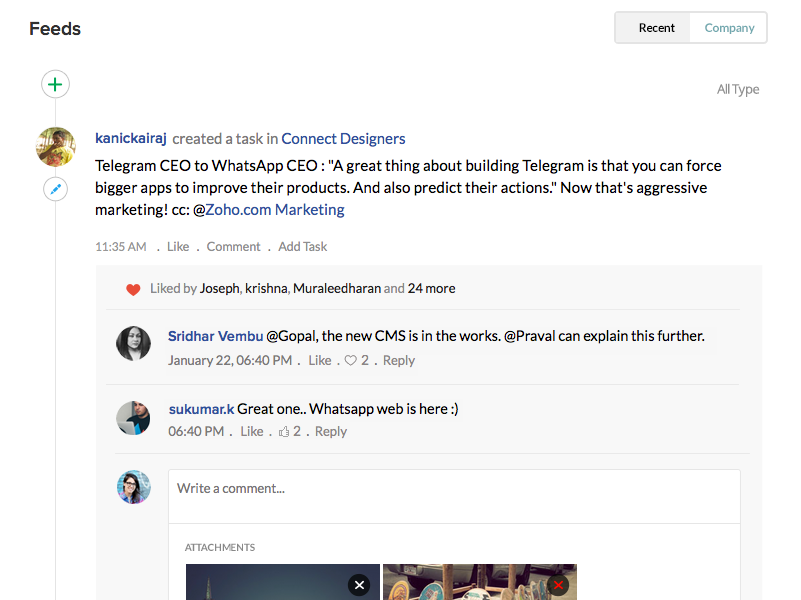 Feeds
Recent Company
All Type
kanickairaj created a task in Connect Designers
Telegram CEO to WhatsApp CEO : "A great thing about building Telegram is that you can force
bigger apps to improve their products. And also predict their actions." Now that's aggressive
marketing! cc: @Zoho.com Marketing
11:35 AM . Like . Comment . Add Task
Liked by Joseph, krishna, Muraleedharan and 24 more
Sridhar Vembu @Gopal, the new CMS is in the works. @Praval can explain this further.
January 22, 06:40 PM . Like . 2 . Reply
sukumar.k Great one.. Whatsapp web is here :)
06:40 PM . Like . 2 . Reply
Write a comment...
ATTACHMENTS